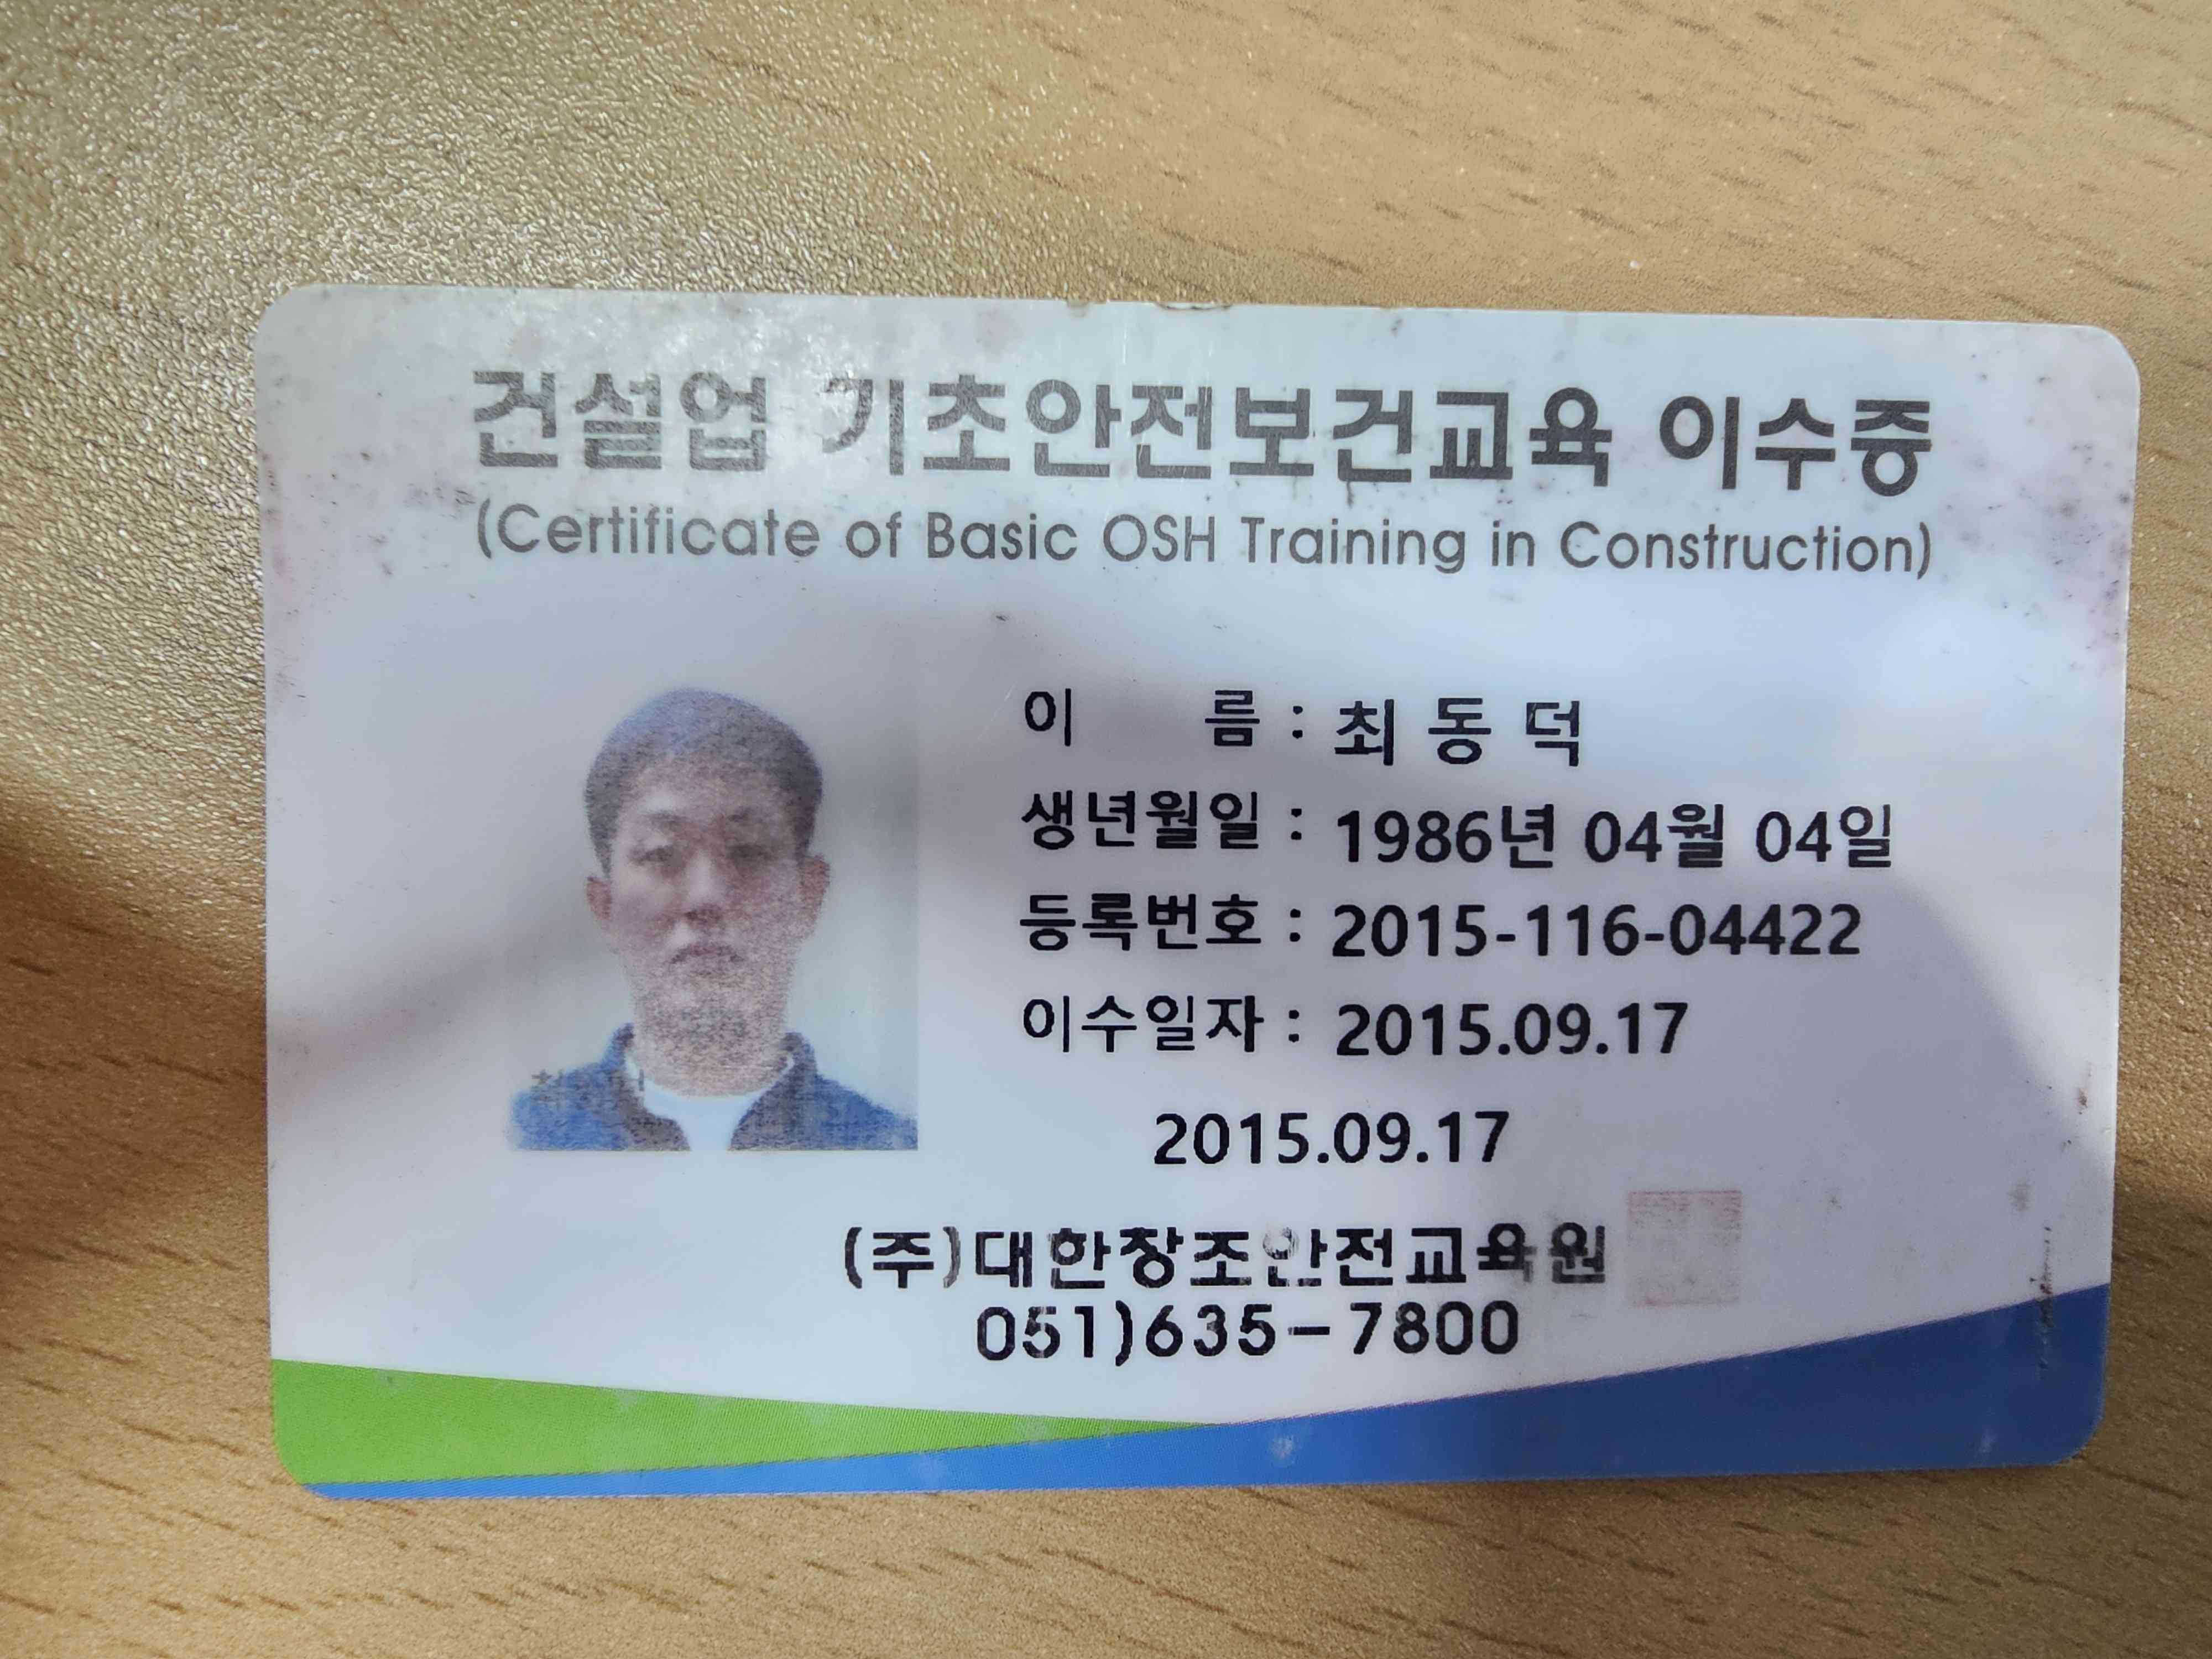 건설업 기초안전보건교육 이수증
(Certificate of Basic OSH Training in Construction)
이 름 : 최 동 덕
생년월일 : 1986년 04월 04일
등록번호 : 2015-116-04422
이수일자 : 2015.09.17
2015.09.17
(주)대한창조안전교육원
051)635-7800